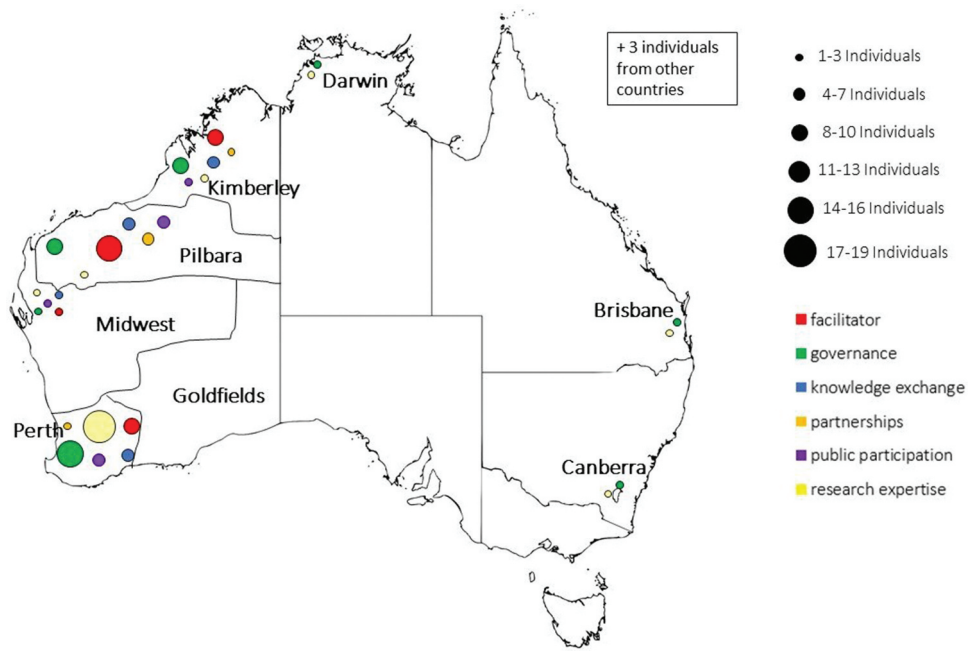 + 3 individuals
from other
countries
Darwin
Kimberley
Pilbara
Midwest
Goldfields
Perth
Brisbane
Canberra
1-3 Individuals
4-7 Individuals
8-10 Individuals
11-13 Individuals
14-16 Individuals
17-19 Individuals
facilitator
governance
knowledge exchange
partnerships
public participation
research expertise